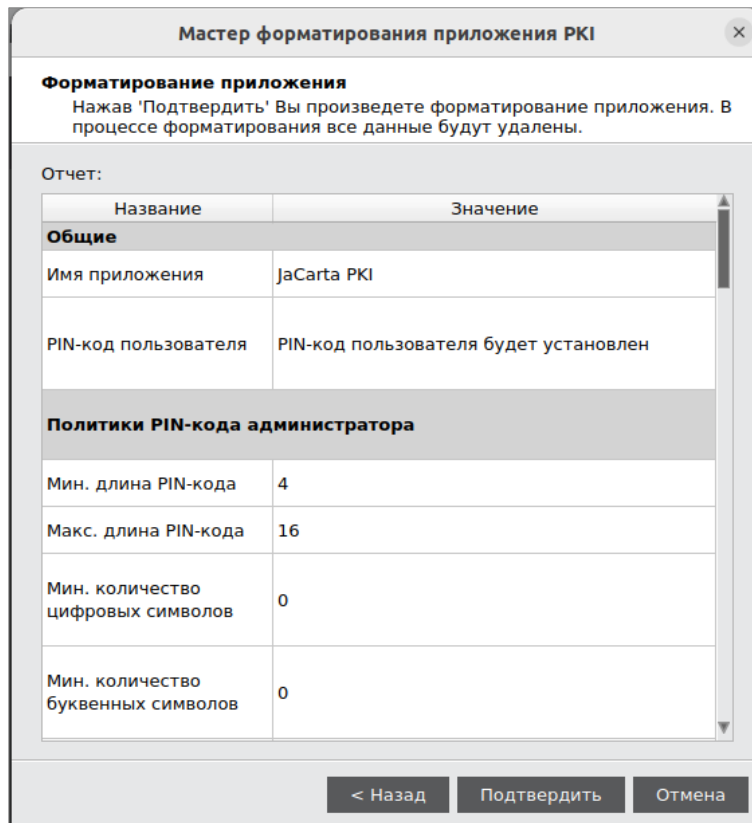 Мастер форматирования приложения PKI
Форматирование приложения
Нажав 'Подтвердить' Вы произведете форматирование приложения. В
процессе форматирования все данные будут удалены.
Отчет:
Название Значение
Общие
Имя приложения JaCarta PKI
PIN-код пользователя PIN-код пользователя будет установлен
Политики PIN-кода администратора
Мин. длина PIN-кода 4
Макс. длина PIN-кода 16
Мин. количество
цифровых символов 0
Мин. количество
буквенных символов 0
< Назад Подтвердить Отмена